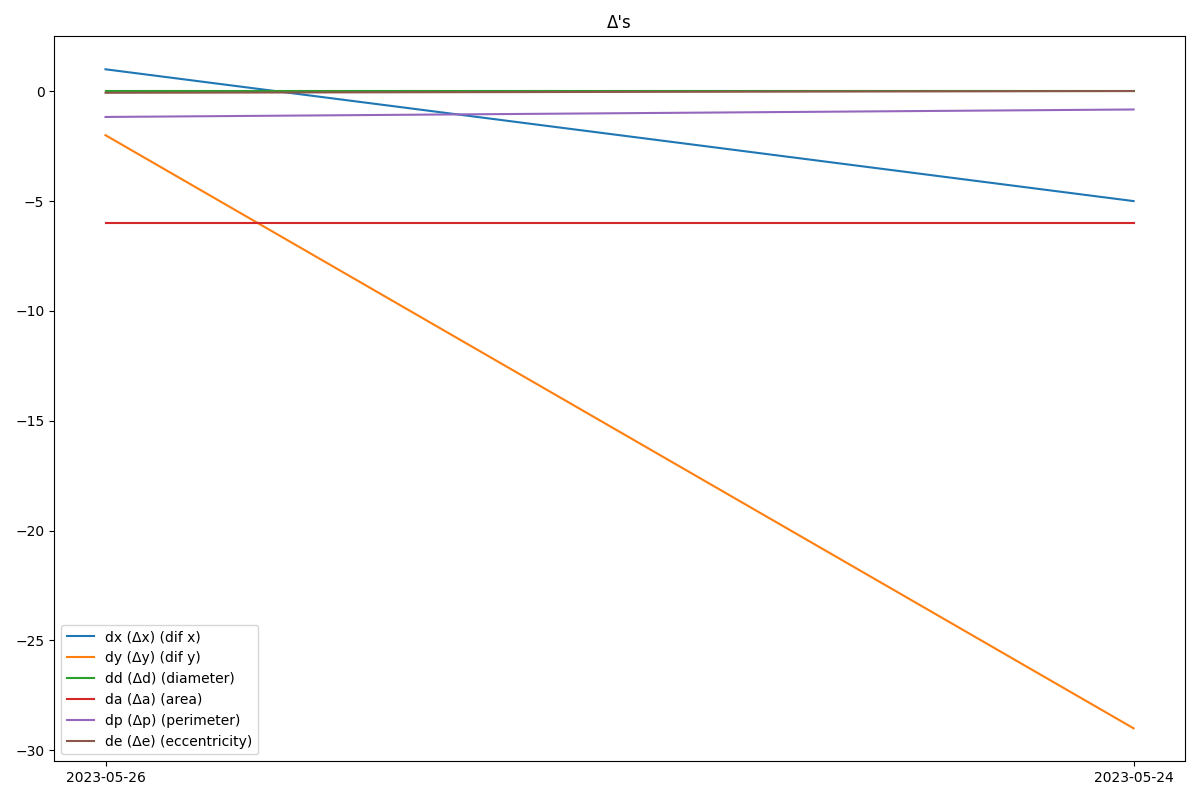 Δ's
0
−5
−10
−15
−20
−25
−30
dx (Δx) (dif x)
dy (Δy) (dif y)
dd (Δd) (diameter)
da (Δa) (area)
dp (Δp) (perimeter)
de (Δe) (eccentricity)
2023-05-26
2023-05-24